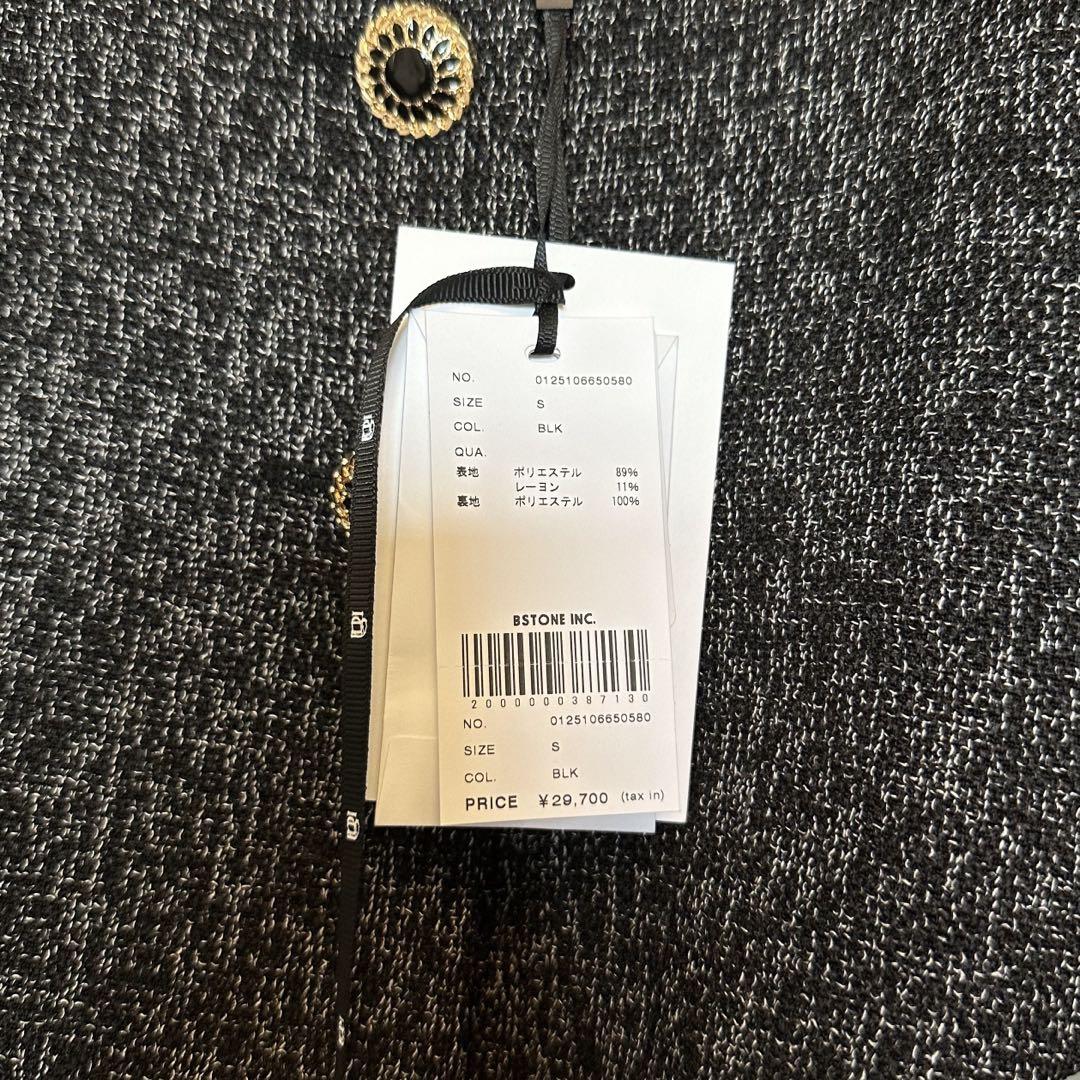 NO. 0125106650580
SIZE S
COL. BLK
QUA.
表地 ポリエステル 89%
レーヨン 11%
裏地 ポリエステル 100%
BSTONE INC.
2000000387130
NO. 0125106650580
SIZE S
COL. BLK
PRICE ¥29,700 (tax in)